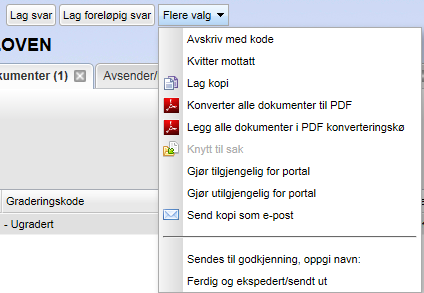 Lag svar
Lag foreløpig svar
Flere valg
LOVEN
kumenter (1)
Avsender/
Avskriv med kode
Kvitter mottatt
Lag kopi
Konverter alle dokumenter til PDF
Legg alle dokumenter i PDF konverteringskø
Knytt til sak
Gjør tilgjengelig for portal
Gjør utilgjengelig for portal
Send kopi som e-post
Sendes til godkjenning, oppgi navn:
Ferdig og ekspedert/sendt ut
Graderingskode
- Ugradert